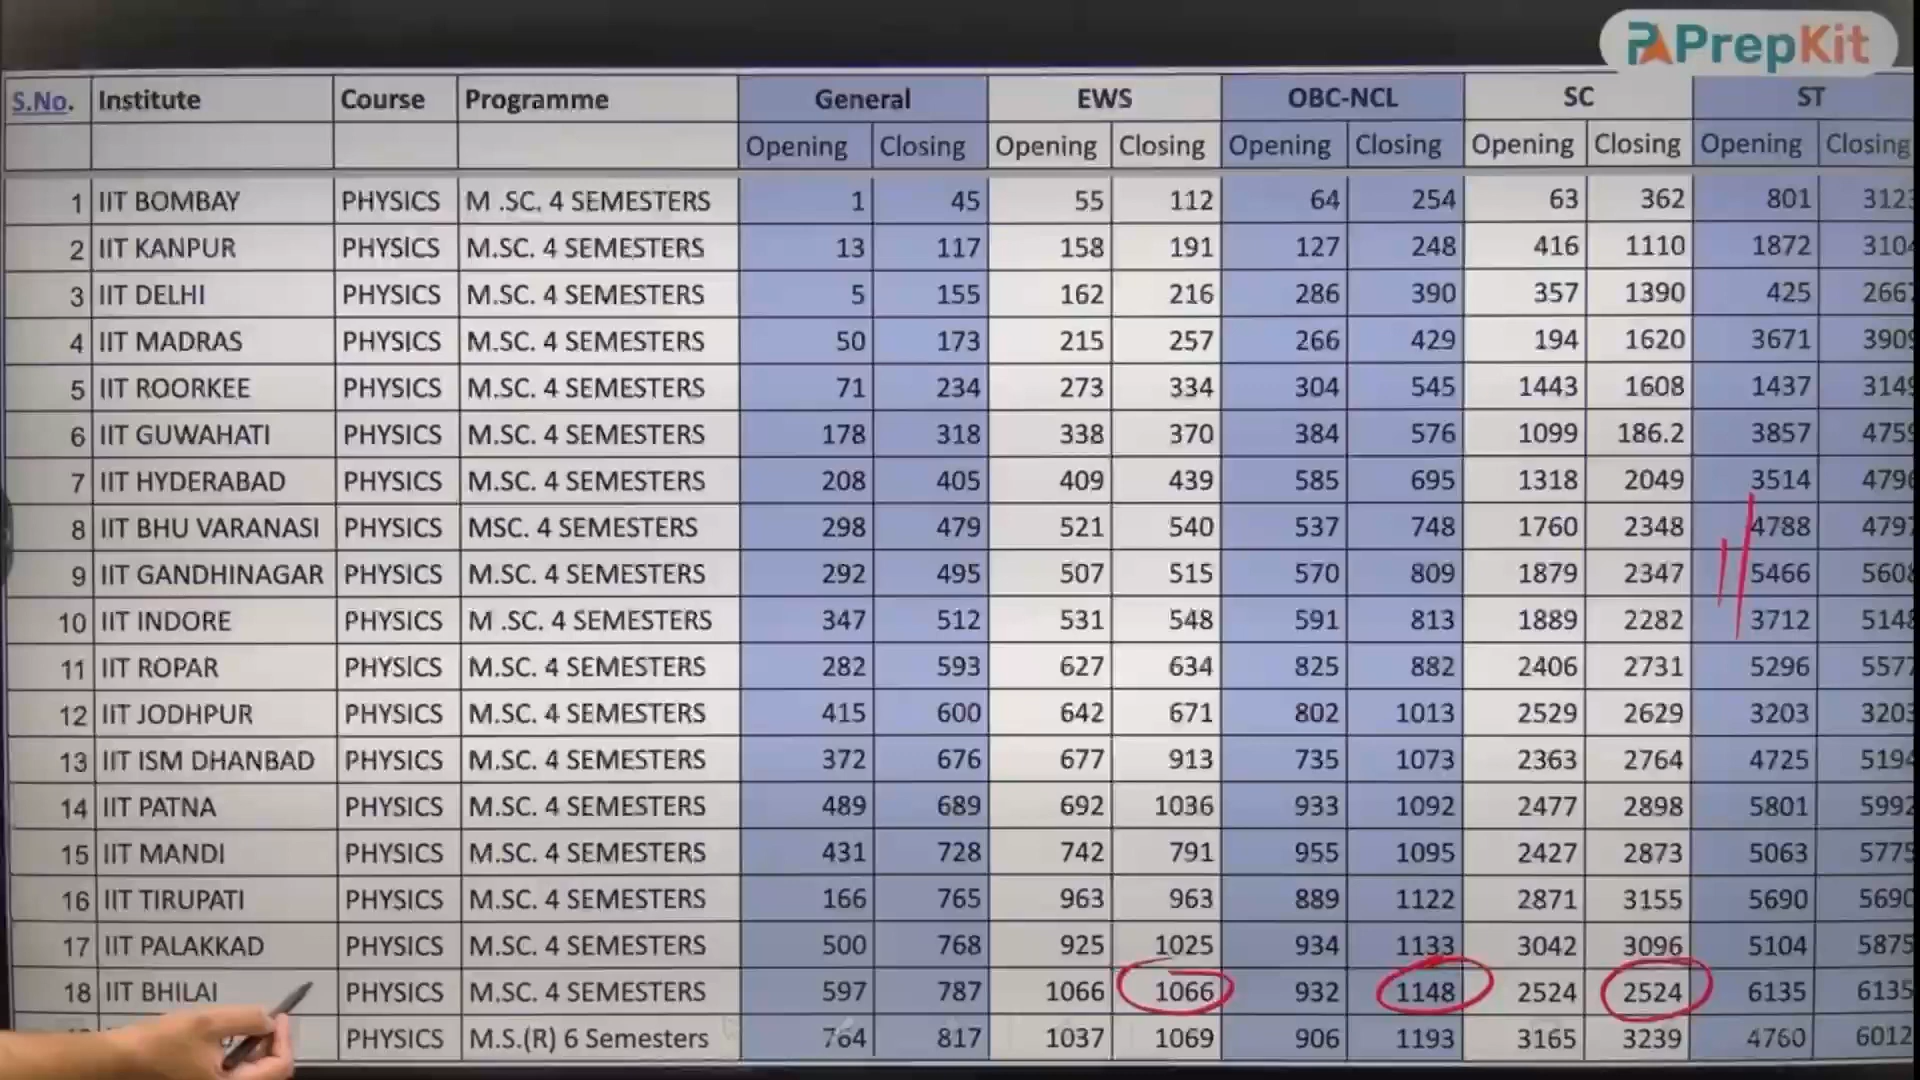 PrepKit
S.No. Institute Course Programme General EWS OBC-NCL SC ST
Opening Closing Opening Closing Opening Closing Opening Closing Opening Closing
1 IIT BOMBAY PHYSICS M .SC. 4 SEMESTERS 1 45 55 112 64 254 63 362 801
2 IIT KANPUR PHYSICS M.SC. 4 SEMESTERS 13 117 158 191 127 248 416 1110 1872
3 IIT DELHI PHYSICS M.SC. 4 SEMESTERS 5 155 162 216 286 390 357 1390 425
4 IIT MADRAS PHYSICS M.SC. 4 SEMESTERS 50 173 215 257 266 429 194 1620 3671
5 IIT ROORKEE PHYSICS M.SC. 4 SEMESTERS 71 234 273 334 304 545 1443 1608 1437
6 IIT GUWAHATI PHYSICS M.SC. 4 SEMESTERS 178 318 338 370 384 576 1099 186.2 3857
7 IIT HYDERABAD PHYSICS M.SC. 4 SEMESTERS 208 405 409 439 585 695 1318 2049 3514
8 IIT BHU VARANASI PHYSICS MSC. 4 SEMESTERS 298 479 521 540 537 748 1760 2348 4788
9 IIT GANDHINAGAR PHYSICS M.SC. 4 SEMESTERS 292 495 507 515 570 809 1879 2347 5466
10 IIT INDORE PHYSICS M .SC. 4 SEMESTERS 347 512 531 548 591 813 1889 2282 3712
11 IIT ROPAR PHYSICS M.SC. 4 SEMESTERS 282 593 627 634 825 882 2406 2731 5296
12 IIT JODHPUR PHYSICS M.SC. 4 SEMESTERS 415 600 642 671 802 1013 2529 2629 3203 3203
13 IIT ISM DHANBAD PHYSICS M.SC. 4 SEMESTERS 372 676 677 913 735 1073 2363 2764 4725
14 IIT PATNA PHYSICS M.SC. 4 SEMESTERS 489 689 692 1036 933 1092 2477 2898 5801 5992
15 IIT MANDI PHYSICS M.SC. 4 SEMESTERS 431 728 742 791 955 1095 2427 2873 5063 5775
16 IIT TIRUPATI PHYSICS M.SC. 4 SEMESTERS 166 765 963 963 889 1122 2871 3155 5690 5690
17 IIT PALAKKAD PHYSICS M.SC. 4 SEMESTERS 500 768 925 1025 934 1133 3042 3096 5104 5875
18 IIT BHILAI PHYSICS M.SC. 4 SEMESTERS 597 787 1066 1066 932 1148 2524 2524 6135 6135
PHYSICS M.S.(R) 6 Semesters 764 817 1037 1069 906 1193 3165 3239 4760 6012